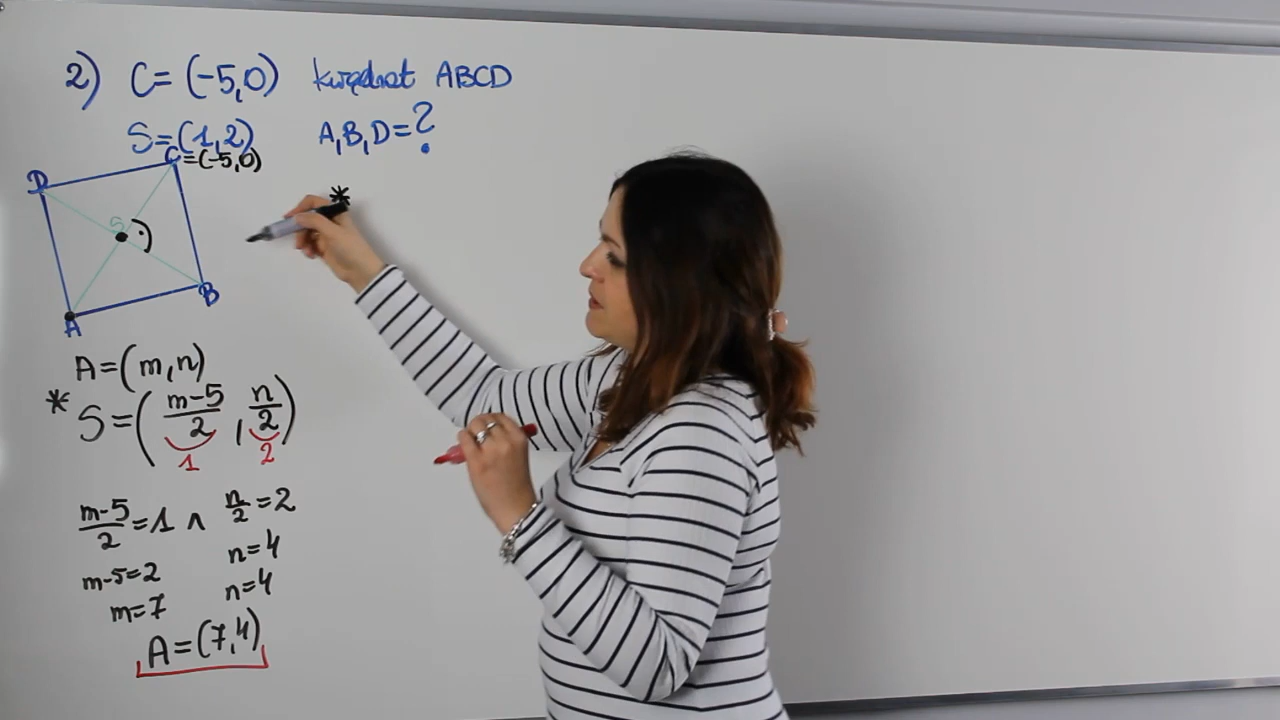 2) C=(-5,0) kwadrat ABCD
S=(1,2) A,B,D=?
C=(-5,0)
D
S
B
A
*
A=(m,n)
* S=(m-5/2, n/2)
1 2
m-5/2=1 ∧ n/2=2
m-5=2 n=4
m=7 n=4
A=(7,4)